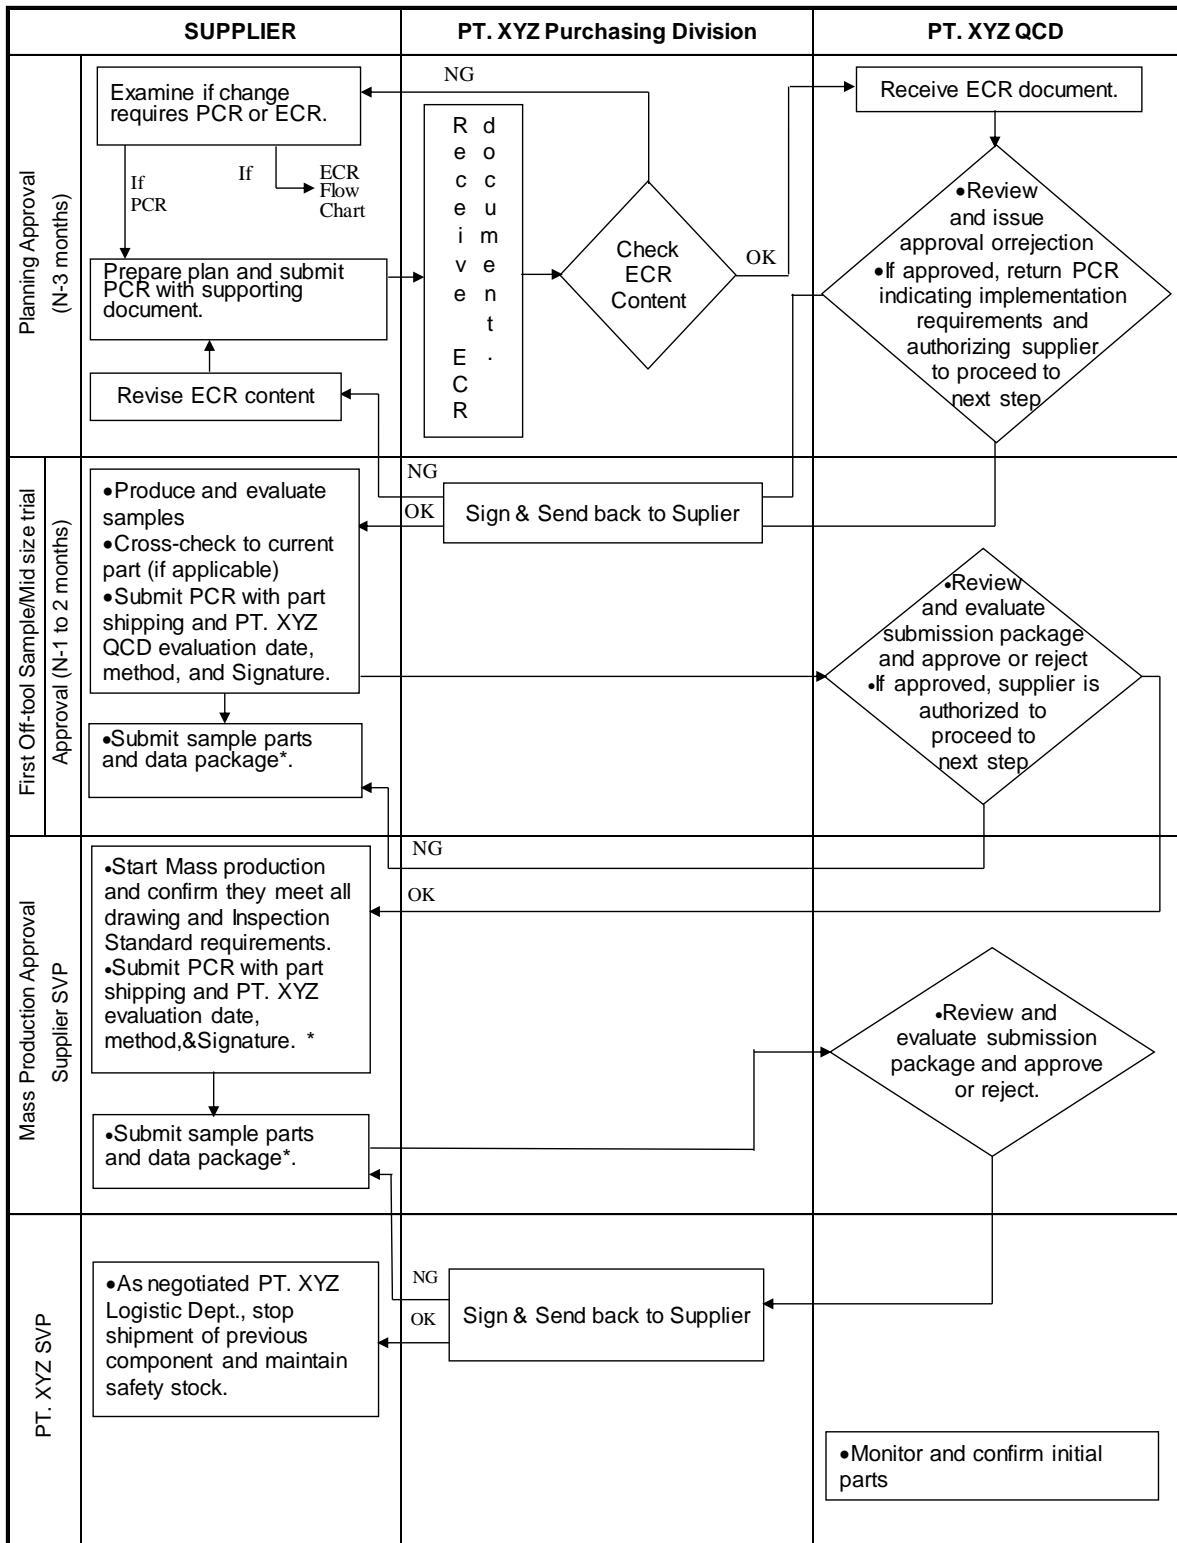 SUPPLIER
PT. XYZ Purchasing Division
PT. XYZ QCD
Planning Approval
(N-3 months)
Examine if change
requires PCR or ECR.
If
PCR
If
ECR
Flow
Chart
Prepare plan and submit
PCR with supporting
document.
Revise ECR content
NG
Receive ECR
document.
Check
ECR
Content
OK
Receive ECR document.
•Review
and issue
approval orrejection
•If approved, return PCR
indicating implementation
requirements and
authorizing supplier
to proceed to
next step
First Off-tool Sample/Mid size trial
Approval (N-1 to 2 months)
•Produce and evaluate
samples
•Cross-check to current
part (if applicable)
•Submit PCR with part
shipping and PT. XYZ
QCD evaluation date,
method, and Signature.
•Submit sample parts
and data package*.
NG
OK
Sign & Send back to Suplier
•Review
and evaluate
submission package
and approve or reject
•If approved, supplier is
authorized to
proceed to
next step
Mass Production Approval
Supplier SVP
•Start Mass production
and confirm they meet all
drawing and Inspection
Standard requirements.
•Submit PCR with part
shipping and PT. XYZ
evaluation date,
method,&Signature. *
•Submit sample parts
and data package*.
NG
OK
•Review and
evaluate submission
package and approve
or reject.
PT. XYZ SVP
•As negotiated PT. XYZ
Logistic Dept., stop
shipment of previous
component and maintain
safety stock.
NG
OK
Sign & Send back to Supplier
•Monitor and confirm initial
parts